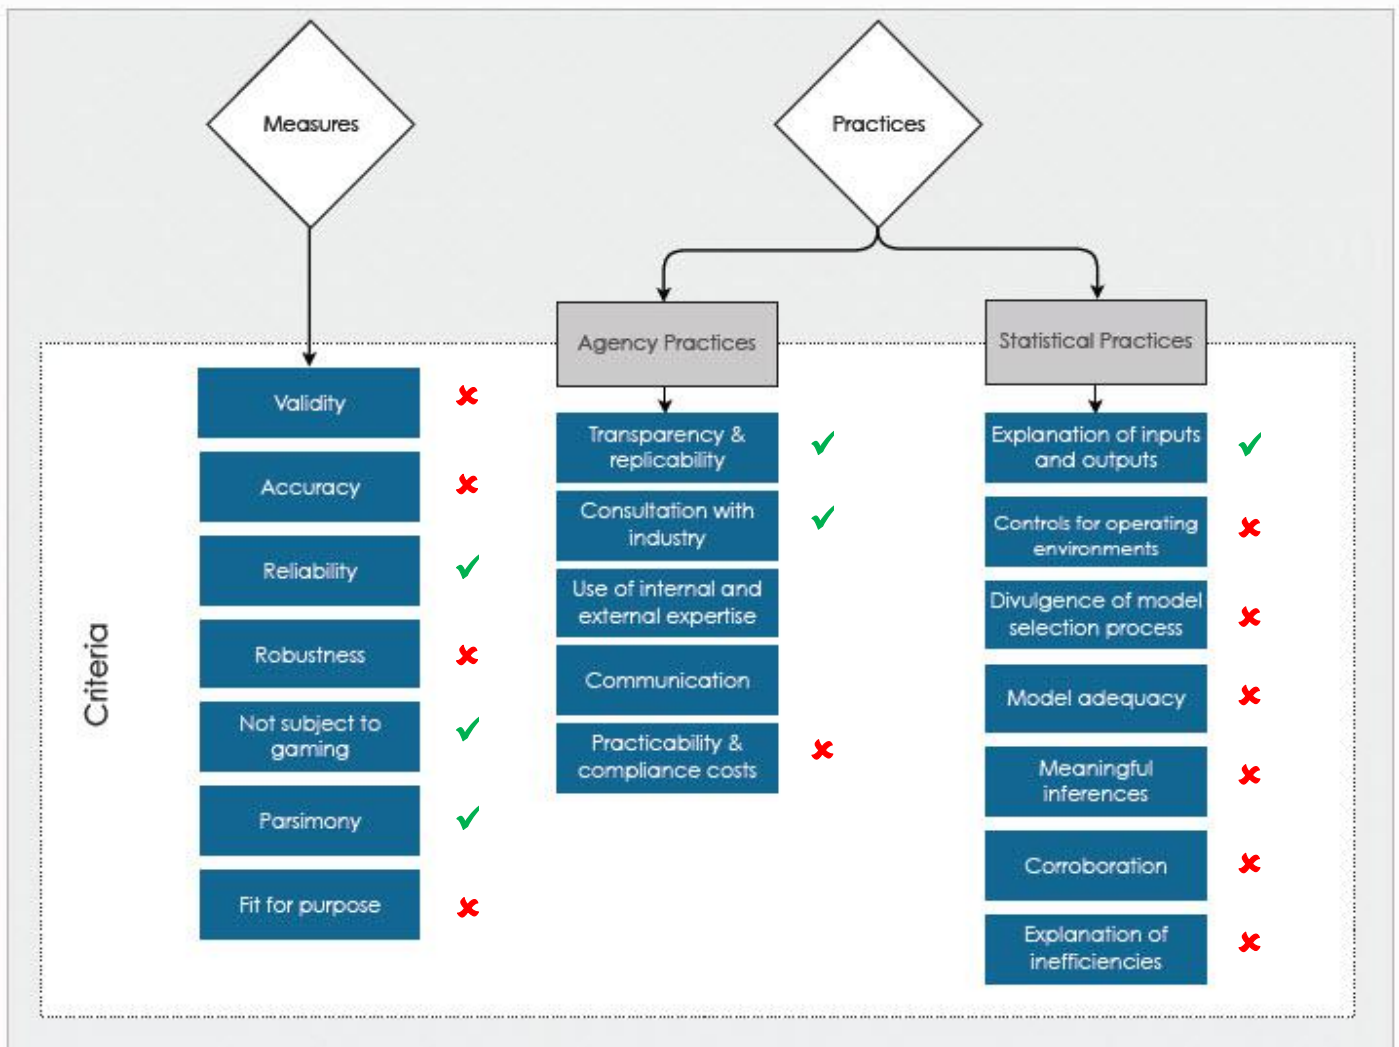 Measures
Practices
Agency Practices
Statistical Practices
Criteria
Validity
Accuracy
Reliability
Robustness
Not subject to
gaming
Parsimony
Fit for purpose
Transparency &
replicability
Consultation with
industry
Use of internal and
external expertise
Communication
Practicability &
compliance costs
Explanation of inputs
and outputs
Controls for operating
environments
Divulgence of model
selection process
Model adequacy
Meaningful
inferences
Corroboration
Explanation of
inefficiencies